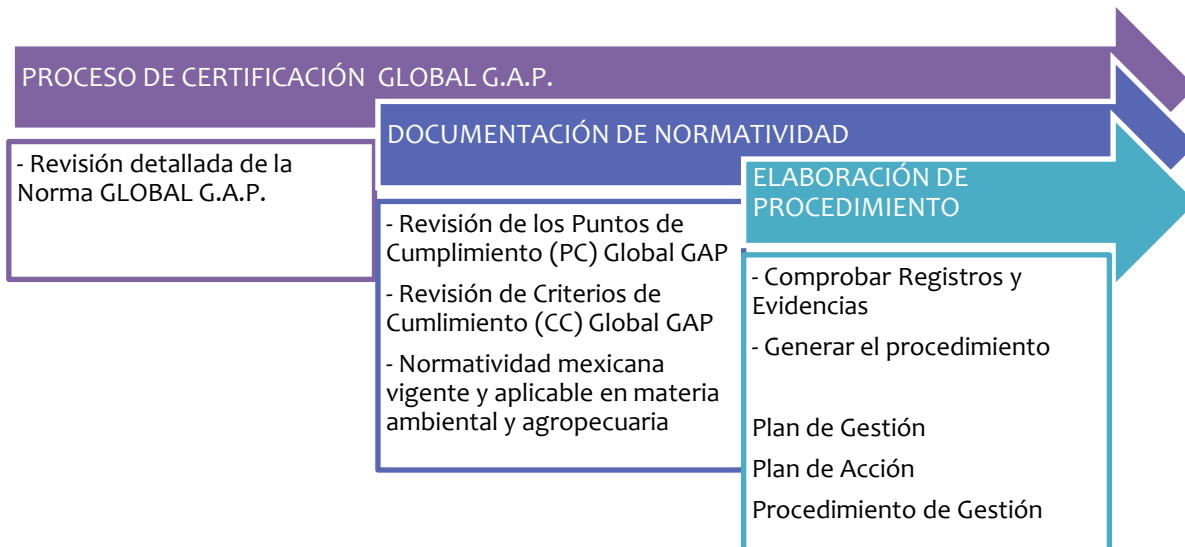 PROCESO DE CERTIFICACIÓN GLOBAL G.A.P.
- Revisión detallada de la
Norma GLOBAL G.A.P.
DOCUMENTACIÓN DE NORMATIVIDAD
- Revisión de los Puntos de
Cumplimiento (PC) Global GAP
- Revisión de Criterios de
Cumlimiento (CC) Global GAP
- Normatividad mexicana
vigente y aplicable en materia
ambiental y agropecuaria
ELABORACIÓN DE
PROCEDIMIENTO
- Comprobar Registros y
Evidencias
- Generar el procedimiento
Plan de Gestión
Plan de Acción
Procedimiento de Gestión